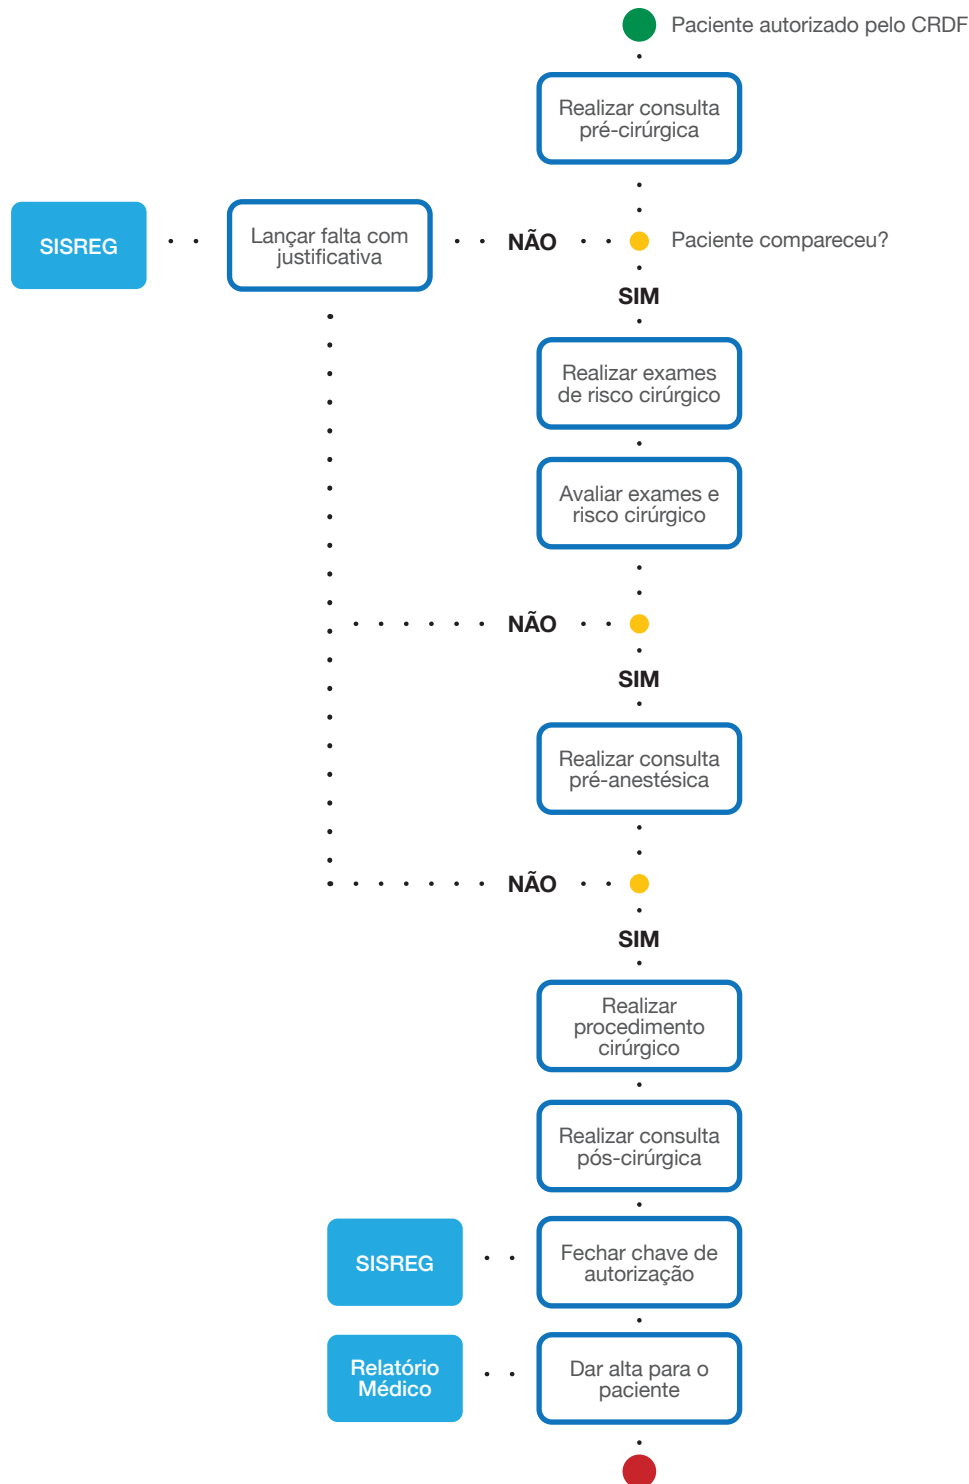 Paciente autorizado pelo CRDF
Realizar consulta
pré-cirúrgica
SISREG
Lançar falta com
justificativa
NÃO
Paciente compareceu?
SIM
Realizar exames
de risco cirúrgico
Avaliar exames e
risco cirúrgico
NÃO
SIM
Realizar consulta
pré-anestésica
NÃO
SIM
Realizar
procedimento
cirúrgico
Realizar consulta
pós-cirúrgica
SISREG
Fechar chave de
autorização
Relatório
Médico
Dar alta para o
paciente